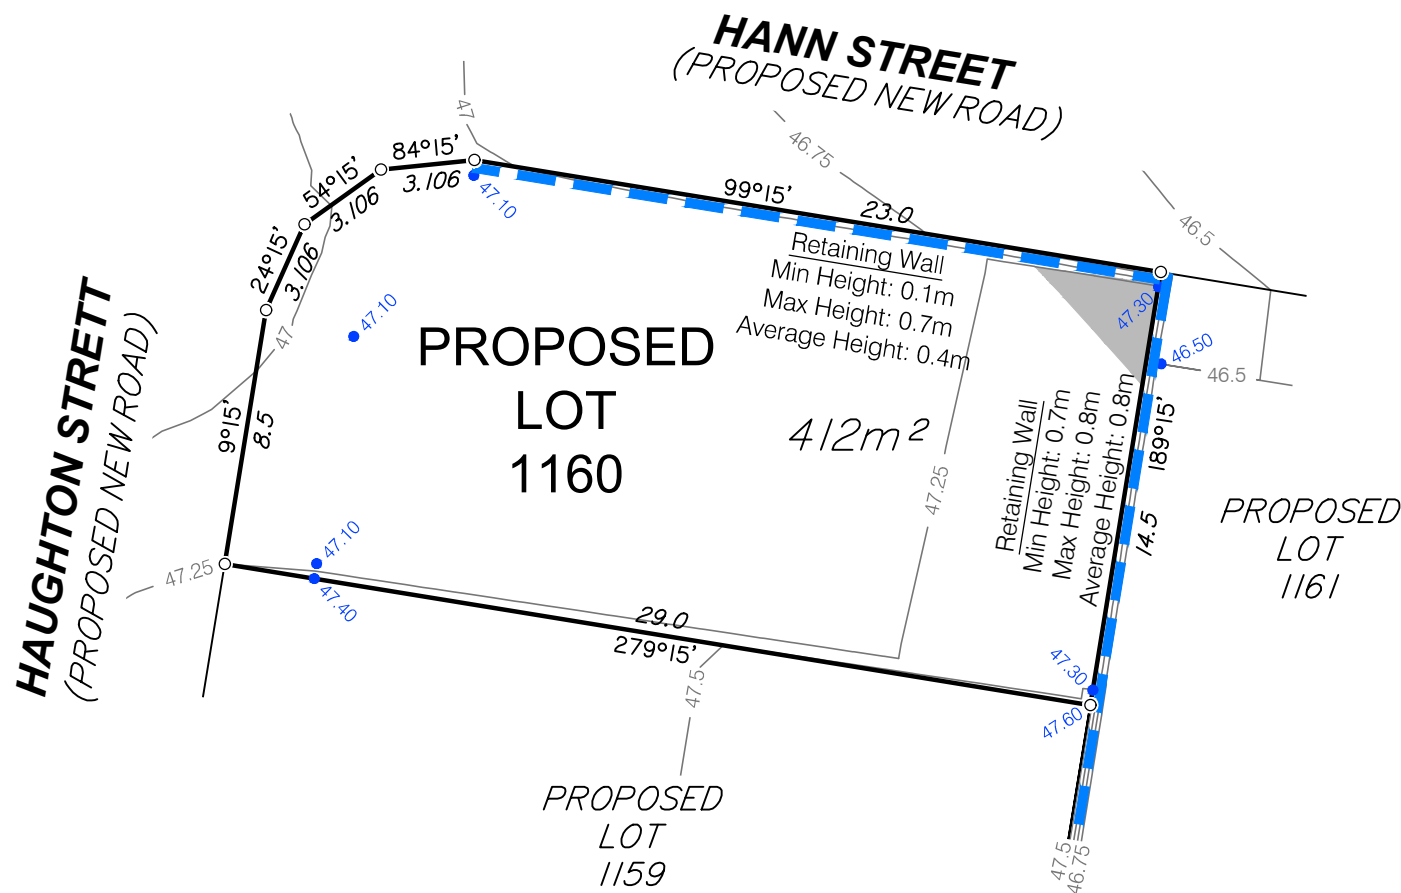 HANN STREET
(PROPOSED NEW ROAD)
47
46.75
46.5
84°15'
3.106
54°15'
3.106
24°15'
3.106
47.10
99°15'
23.0
Retaining Wall
Min Height: 0.1m
Max Height: 0.7m
Average Height: 0.4m
47.30
46.50
46.5
47
47.10
PROPOSED
LOT
1160
412m²
9°15'
8.5
HAUGHTON STREETT
(PROPOSED NEW ROAD)
47.25
Retaining Wall
Min Height: 0.7m
Max Height: 0.8m
Average Height: 0.8m
189°15'
14.5
PROPOSED
LOT
1161
47.25
47.10
47.40
29.0
279°15'
47.5
47.30
47.60
PROPOSED
LOT
1159
47.5
46.75